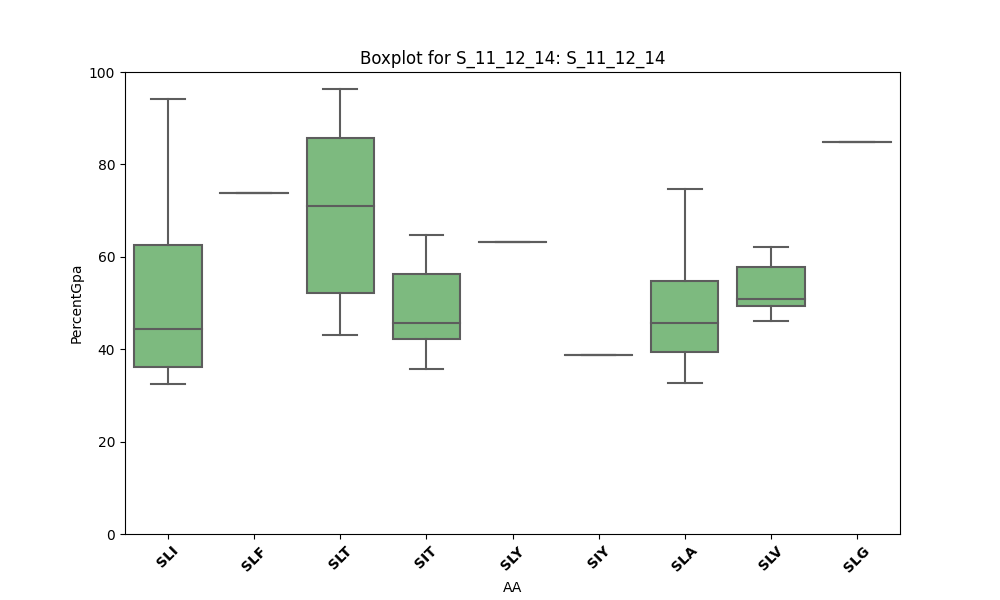 Boxplot for S_11_12_14: S_11_12_14
100
80
60
40
20
0
PercentGpa
SLI SLF SLT SIT SLY SIY SLA SLV SLG
AA